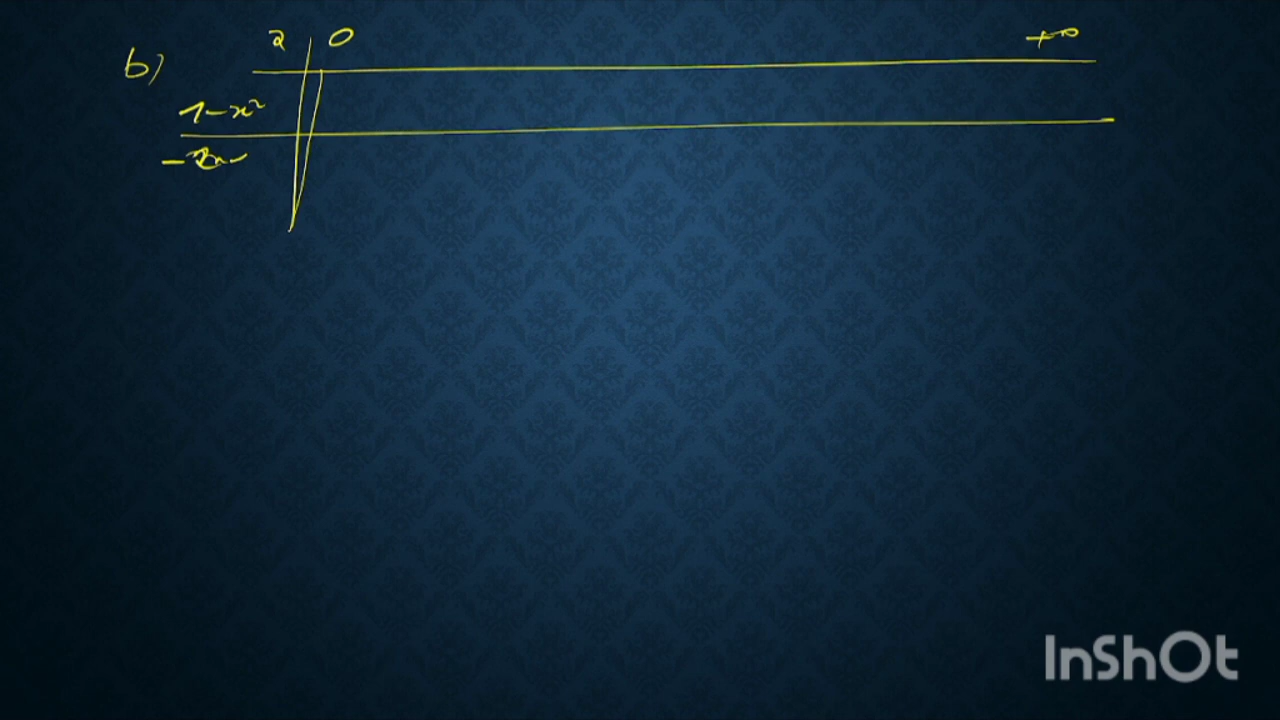 b) x 0 +∞
1-x²
InShOt